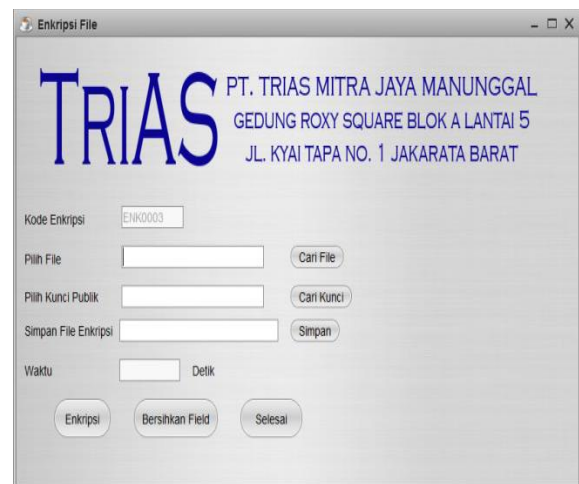 Enkripsi File
TRIAS
PT. TRIAS MITRA JAYA MANUNGGAL
GEDUNG ROXY SQUARE BLOK A LANTAI 5
JL. KYAI TAPA NO. 1 JAKARATA BARAT
Kode Enkripsi ENK0003
Pilih File Cari File
Pilih Kunci Publik Cari Kunci
Simpan File Enkripsi Simpan
Waktu Detik
Enkripsi Bersihkan Field Selesai